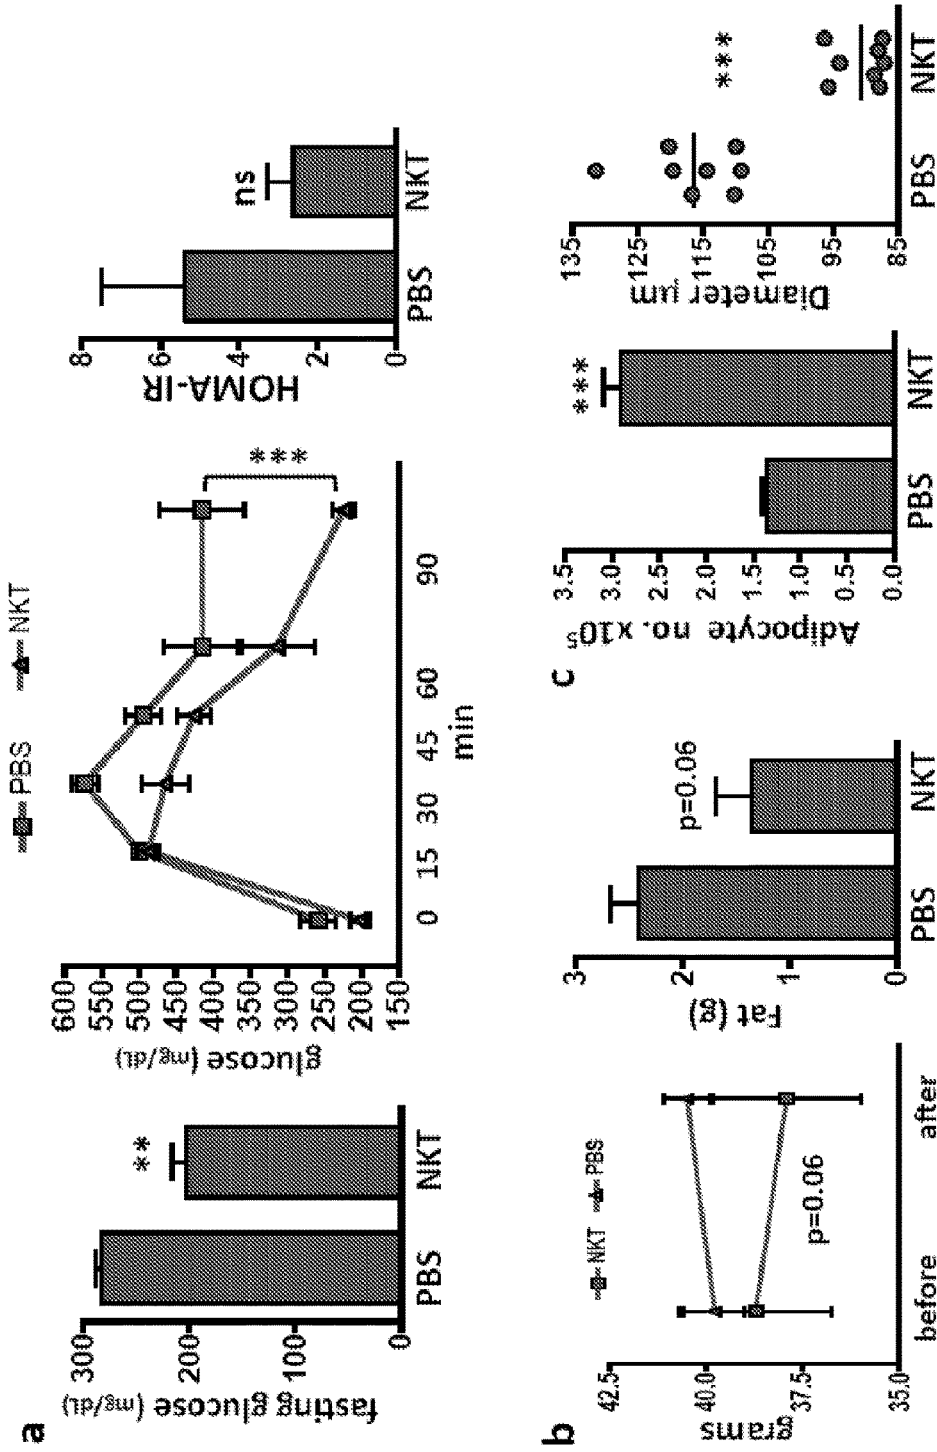 a
fasting glucose (mg/dL)
300
200
100
0
**
PBS NKT
PBS NKT
glucose (mg/dL)
600
550
500
450
400
350
300
250
200
150
***
0 15 30 45 60 90
min
HOMA-IR
8
6
4
2
0
ns
PBS NKT
b
grams
42.5
40.0
37.5
35.0
NKT PBS
p=0.06
before after
Fat (g)
3
2
1
0
p=0.06
PBS NKT
c
Adipocyte no. x10⁵
3.5
3.0
2.5
2.0
1.5
1.0
0.5
0.0
***
PBS NKT
Diameter µm
135
125
115
105
95
85
***
PBS NKT